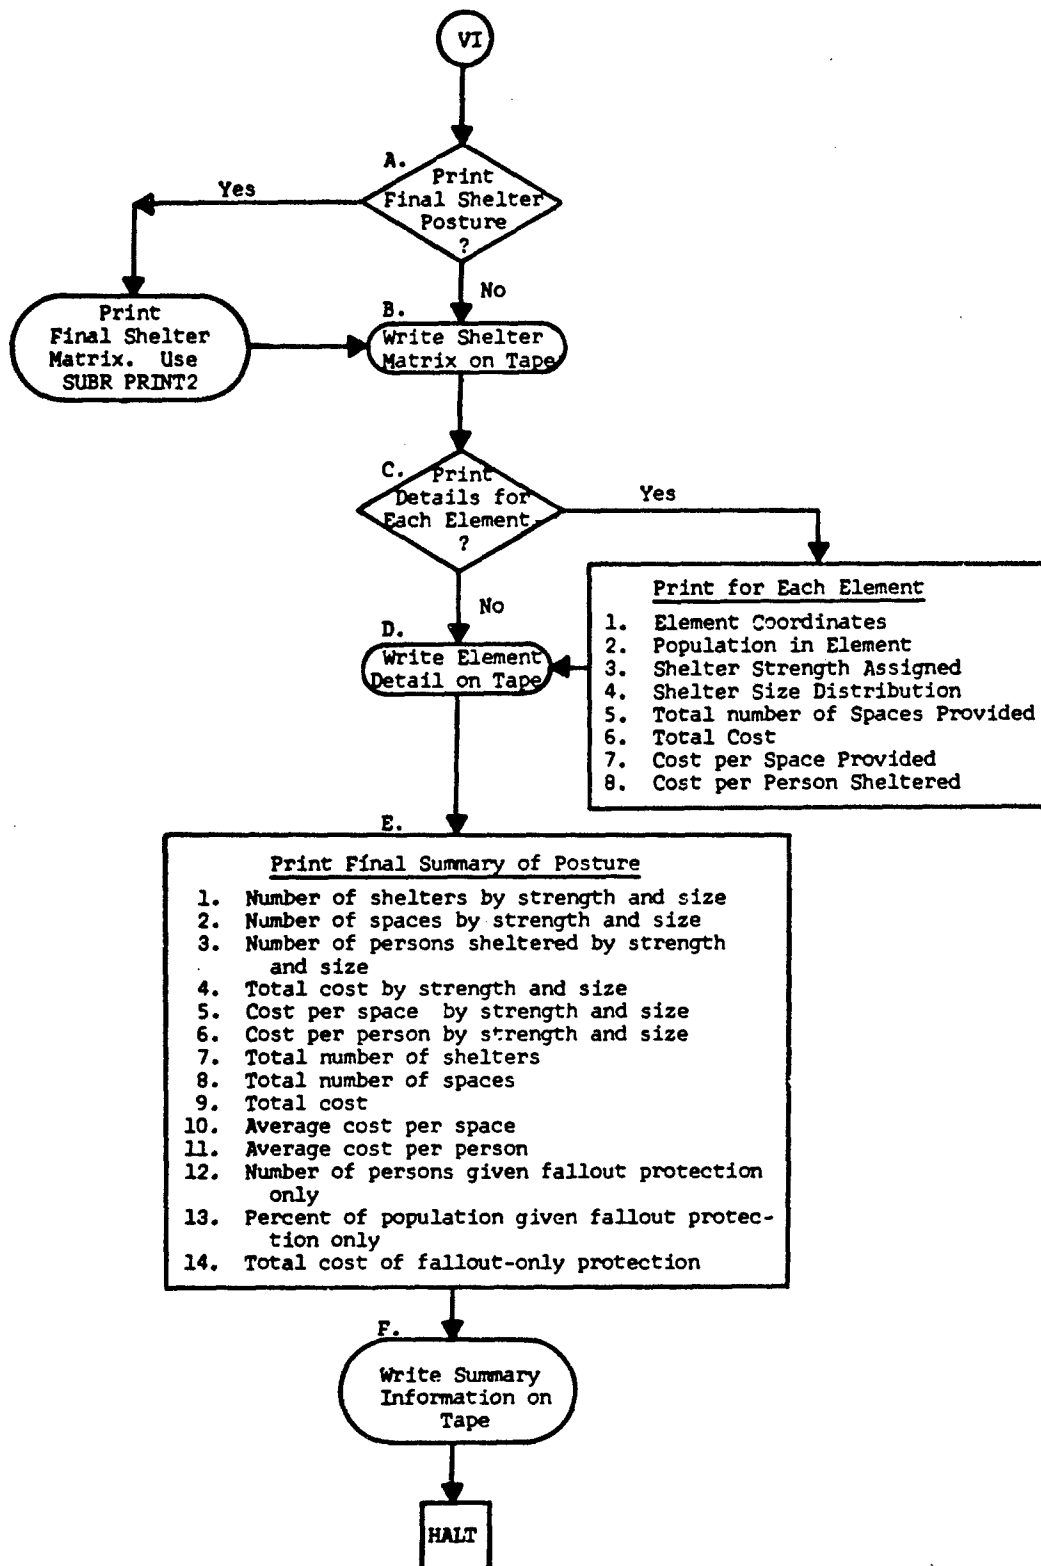 VI
A.
Print
Final Shelter
Posture
?
Yes
No
Print
Final Shelter
Matrix. Use
SUBR PRINT2
B.
Write Shelter
Matrix on Tape
C.
Print
Details for
Each Element
?
Yes
No
Print for Each Element
1. Element Coordinates
2. Population in Element
3. Shelter Strength Assigned
4. Shelter Size Distribution
5. Total number of Spaces Provided
6. Total Cost
7. Cost per Space Provided
8. Cost per Person Sheltered
D.
Write Element
Detail on Tape
E.
Print Final Summary of Posture
1. Number of shelters by strength and size
2. Number of spaces by strength and size
3. Number of persons sheltered by strength
and size
4. Total cost by strength and size
5. Cost per space by strength and size
6. Cost per person by strength and size
7. Total number of shelters
8. Total number of spaces
9. Total cost
10. Average cost per space
11. Average cost per person
12. Number of persons given fallout protection
only
13. Percent of population given fallout protec-
tion only
14. Total cost of fallout-only protection
F.
Write Summary
Information on
Tape
HALT